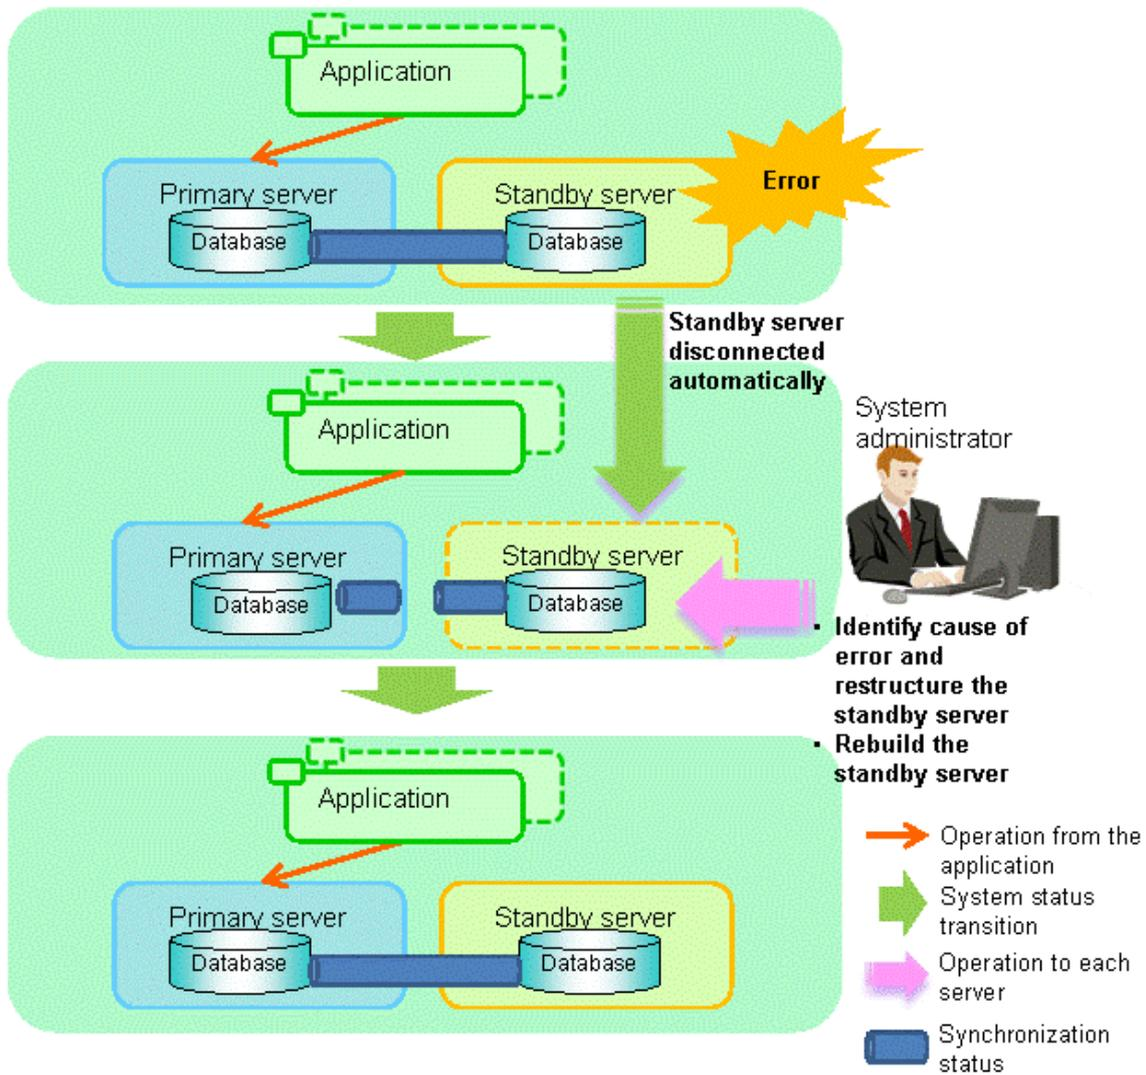 Application
Error
Primary server
Standby server
Database
Database
Standby server
disconnected
automatically
Application
System
administrator
Primary server
Standby server
Database
Database
▪ Identify cause of
error and
restructure the
standby server
▪ Rebuild the
standby server
Application
Primary server
Standby server
Database
Database
Operation from the
application
System status
transition
Operation to each
server
Synchronization
status